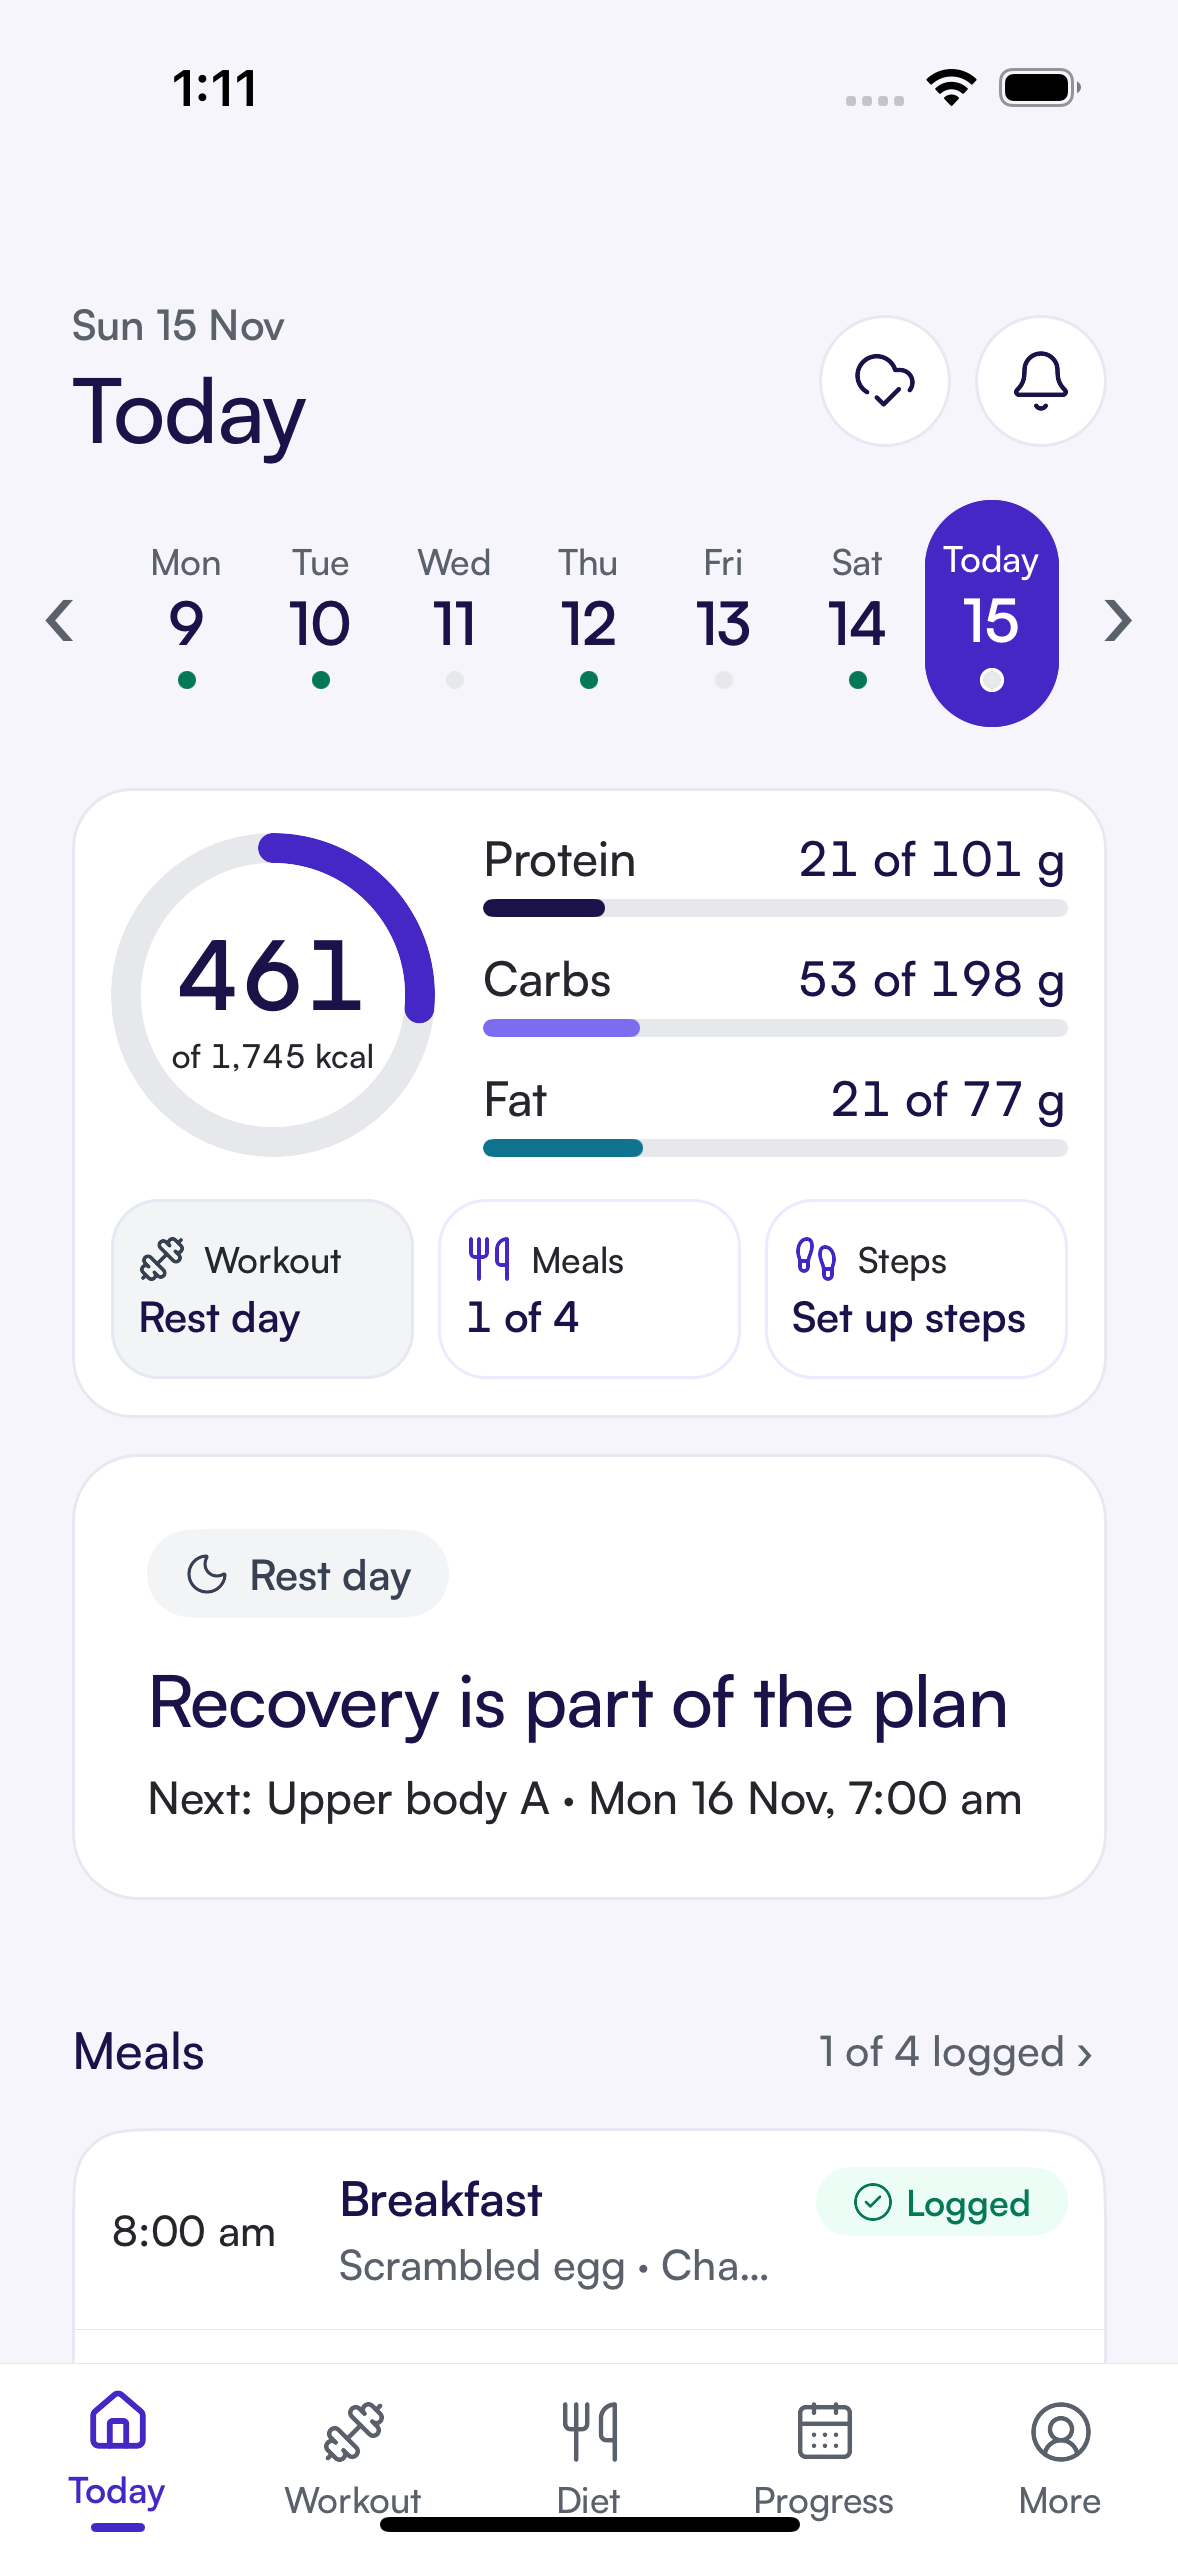 1:11
Sun 15 Nov
Today
Mon Tue Wed Thu Fri Sat Today
9 10 11 12 13 14 15
461
of 1,745 kcal
Protein 21 of 101 g
Carbs 53 of 198 g
Fat 21 of 77 g
Workout
Rest day
Meals
1 of 4
Steps
Set up steps
Rest day
Recovery is part of the plan
Next: Upper body A · Mon 16 Nov, 7:00 am
Meals 1 of 4 logged ›
8:00 am
Breakfast
Scrambled egg · Cha...
Logged
Today Workout Diet Progress More